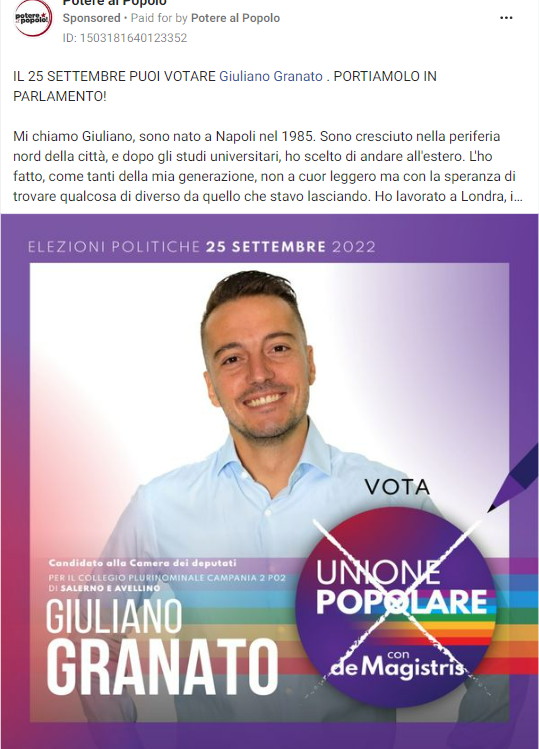 Potere al Popolo
potere
popolo!
Sponsored • Paid for by Potere al Popolo
ID: 1503181640123352
IL 25 SETTEMBRE PUOI VOTARE Giuliano Granato . PORTIAMOLO IN
PARLAMENTO!
Mi chiamo Giuliano, sono nato a Napoli nel 1985. Sono cresciuto nella periferia
nord della città, e dopo gli studi universitari, ho scelto di andare all'estero. L'ho
fatto, come tanti della mia generazione, non a cuor leggero ma con la speranza di
trovare qualcosa di diverso da quello che stavo lasciando. Ho lavorato a Londra, i...
ELEZIONI POLITICHE 25 SETTEMBRE 2022
VOTA
Candidato alla Camera dei deputati
PER IL COLLEGIO PLURINOMINALE CAMPANIA 2 P02
DI SALERNO E AVELLINO
GIULIANO
GRANATO
UNIONE
POPOLARE
con
de Magistris